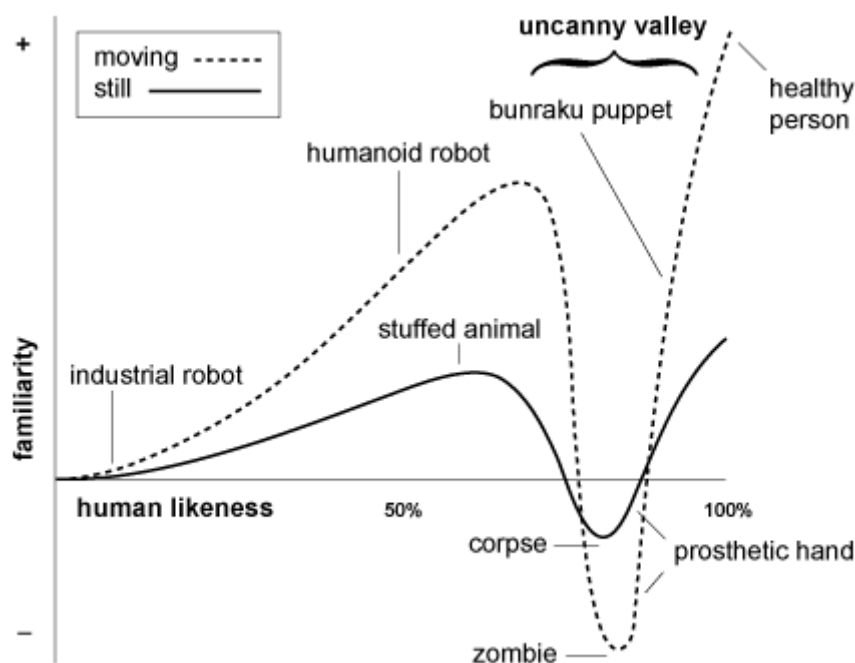 +
uncanny valley
moving
still
bunraku puppet
healthy
person
humanoid robot
stuffed animal
industrial robot
familiarity
human likeness
50%
100%
corpse
prosthetic hand
−
zombie